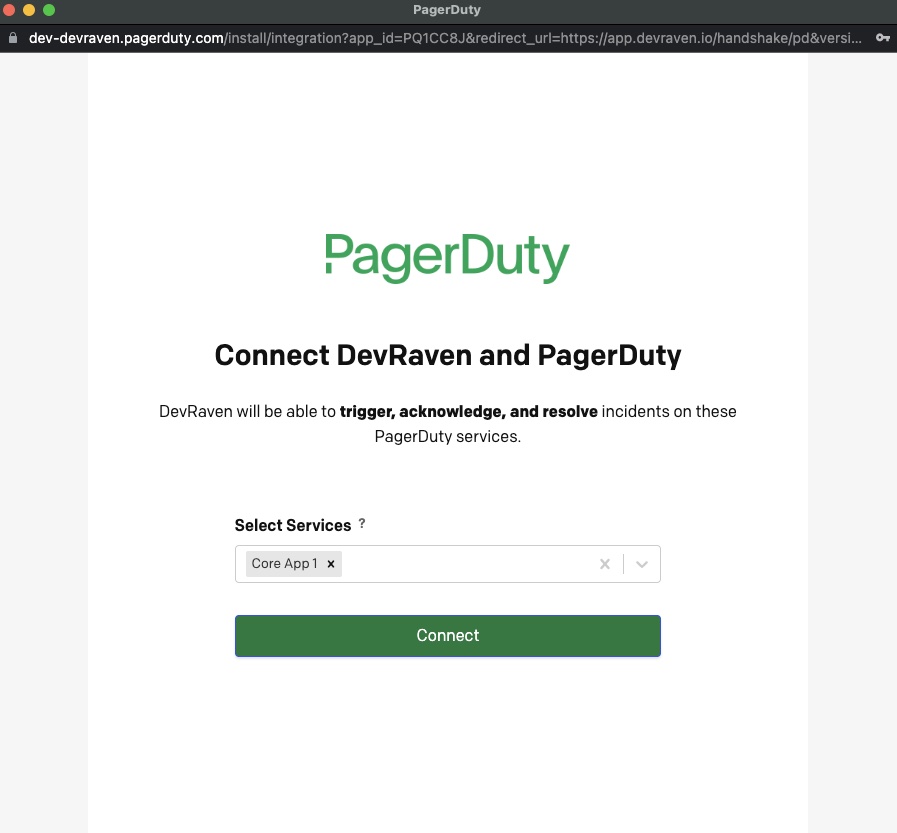 PagerDuty
dev-devraven.pagerduty.com/install/integration?app_id=PQ1CC8J&redirect_url=https://app.devraven.io/handshake/pd&versi...
PagerDuty
Connect DevRaven and PagerDuty
DevRaven will be able to trigger, acknowledge, and resolve incidents on these
PagerDuty services.
Select Services ?
Core App 1 ×
Connect